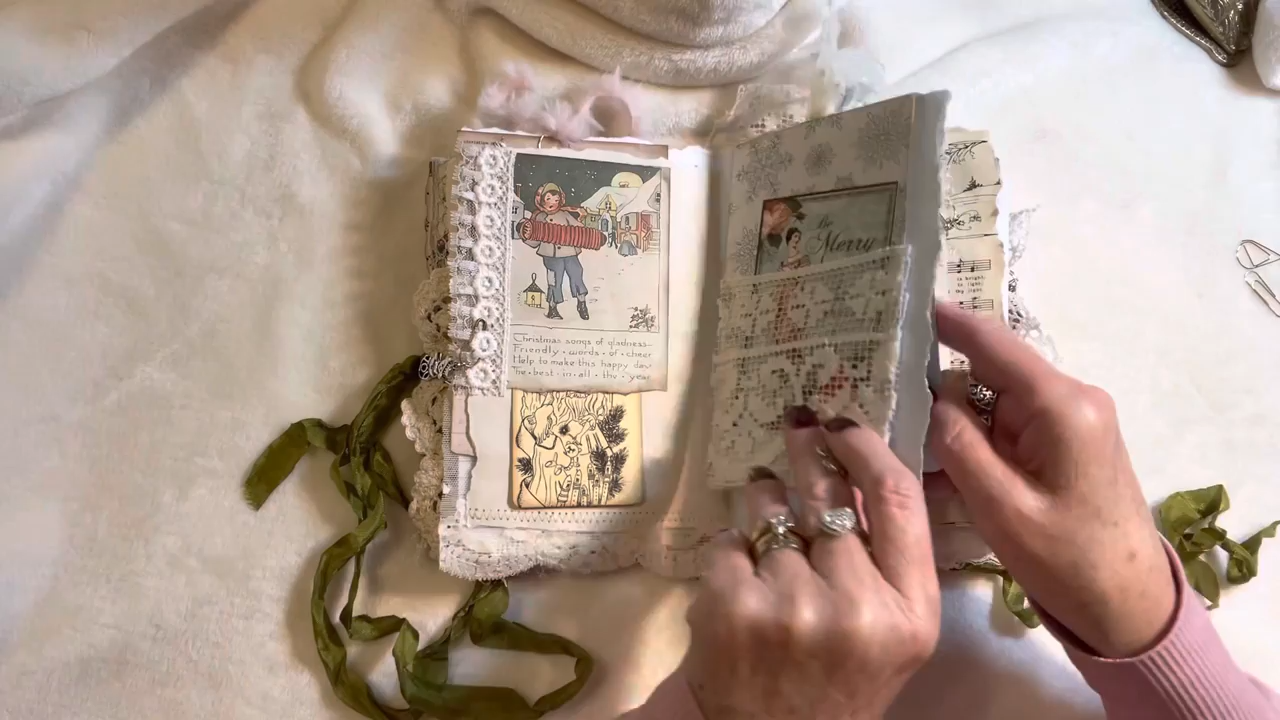 Christmas songs of gladness
Friendly · words · of · cheer
Help to make this happy day
The · best · in · all · the · year
Be
Merry